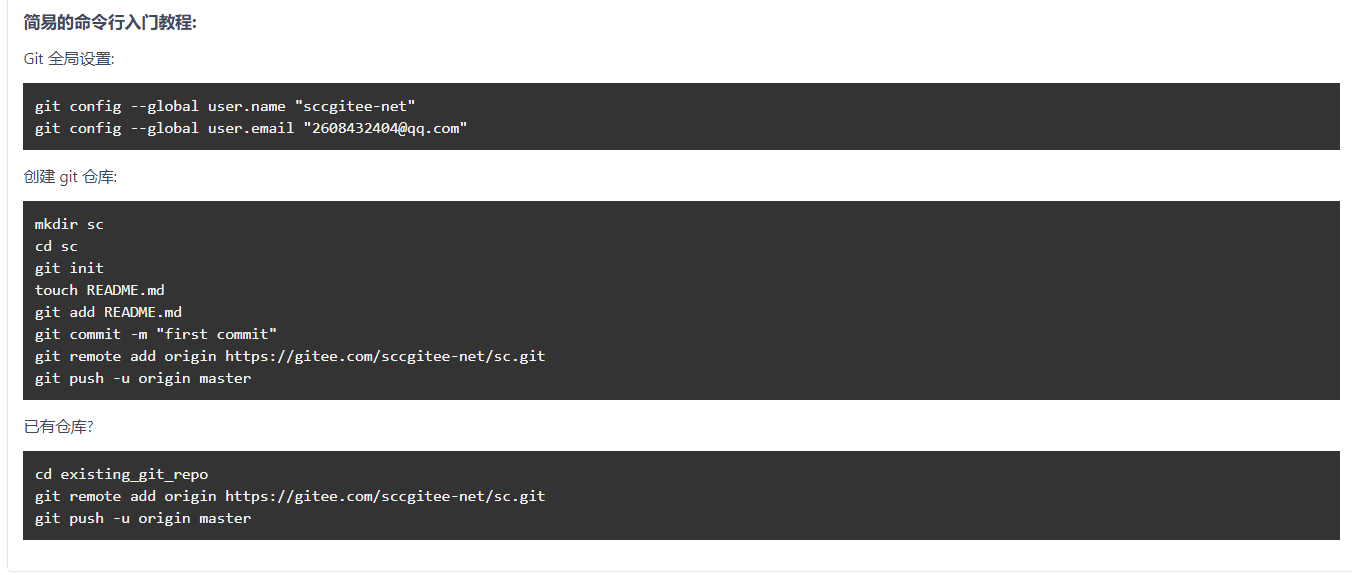 简易的命令行入门教程:
Git 全局设置:
git config --global user.name "sccgitee-net"
git config --global user.email "2608432404@qq.com"
创建 git 仓库:
mkdir sc
cd sc
git init
touch README.md
git add README.md
git commit -m "first commit"
git remote add origin https://gitee.com/sccgitee-net/sc.git
git push -u origin master
已有仓库?
cd existing_git_repo
git remote add origin https://gitee.com/sccgitee-net/sc.git
git push -u origin master